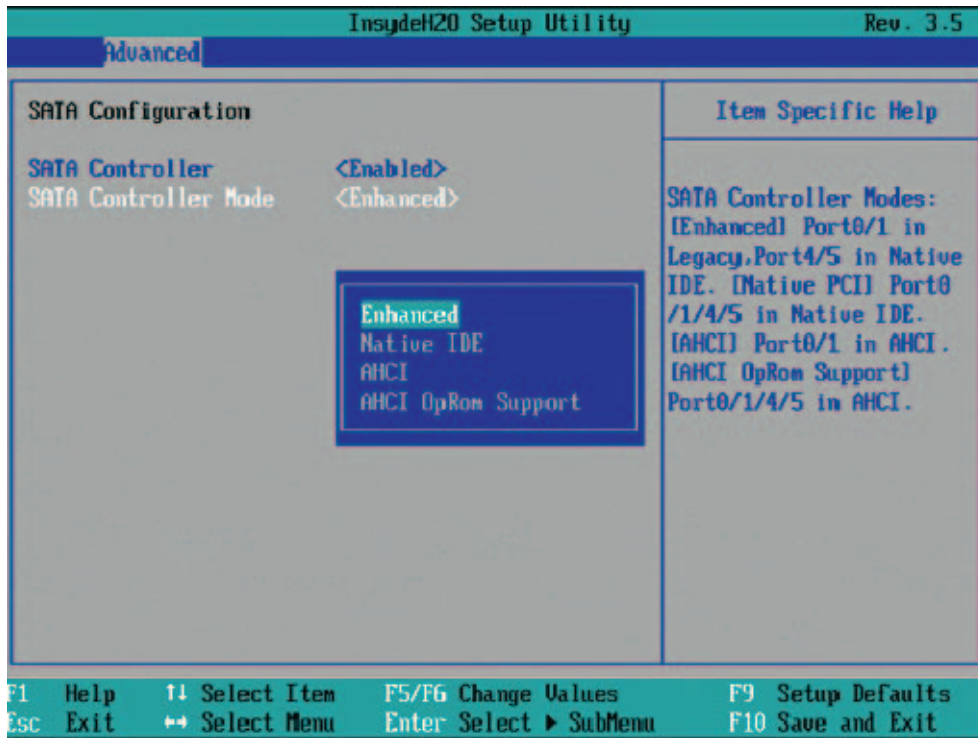 InsydeH20 Setup Utility Rev. 3.5
Advanced
SATA Configuration
SATA Controller <Enabled>
SATA Controller Mode <Enhanced>
Enhanced
Native IDE
AHCI
AHCI OpRom Support
Item Specific Help
SATA Controller Modes:
[Enhanced] Port0/1 in
Legacy,Port4/5 in Native
IDE. [Native PCI] Port0
/1/4/5 in Native IDE.
[AHCI] Port0/1 in AHCI.
[AHCI OpRom Support]
Port0/1/4/5 in AHCI.
F1 Help ↑↓ Select Item F5/F6 Change Values F9 Setup Defaults
Esc Exit ↔ Select Menu Enter Select ▶ SubMenu F10 Save and Exit